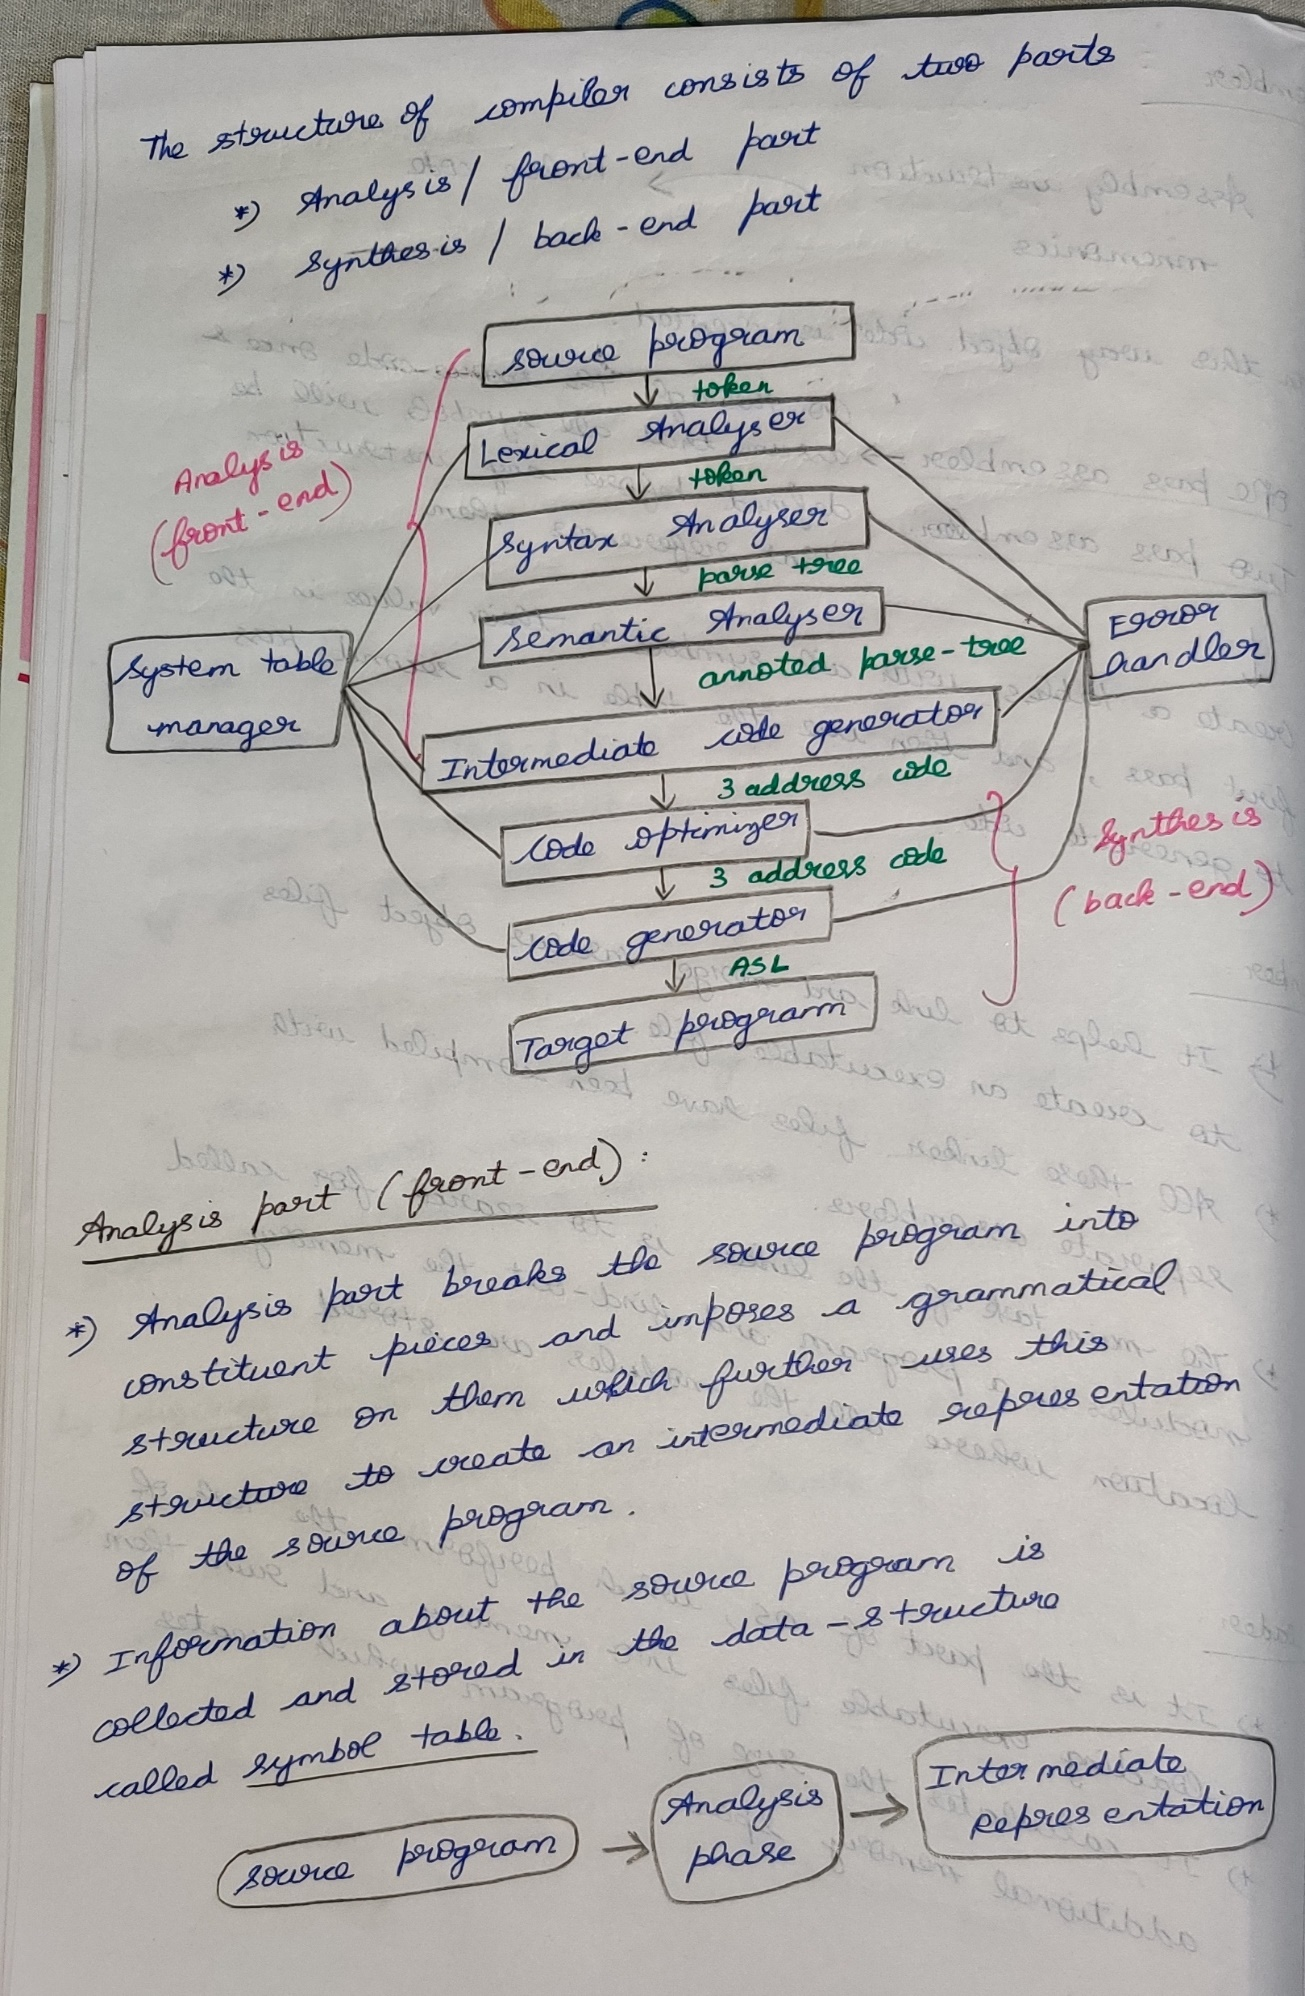 The structure of compiler consists of two parts
*) Analysis / front-end part
*) Synthesis / back-end part
source program
token
Lexical Analyser
token
Syntax Analyser
parse tree
Semantic Analyser
annoted parse-tree
Intermediate code generator
3 address code
code optimizer
3 address code
code generator
ASL
Target program
Analysis
(front-end)
System table
manager
Error
handler
Synthesis
(back-end)
Analysis part (front-end) :
*) Analysis part breaks the source program into
constituent pieces and imposes a grammatical
structure on them which further uses this
structure to create an intermediate representation
of the source program.
*) Information about the source program is
collected and stored in the data-structure
called symbol table.
source program
Analysis
phase
Intermediate
Representation